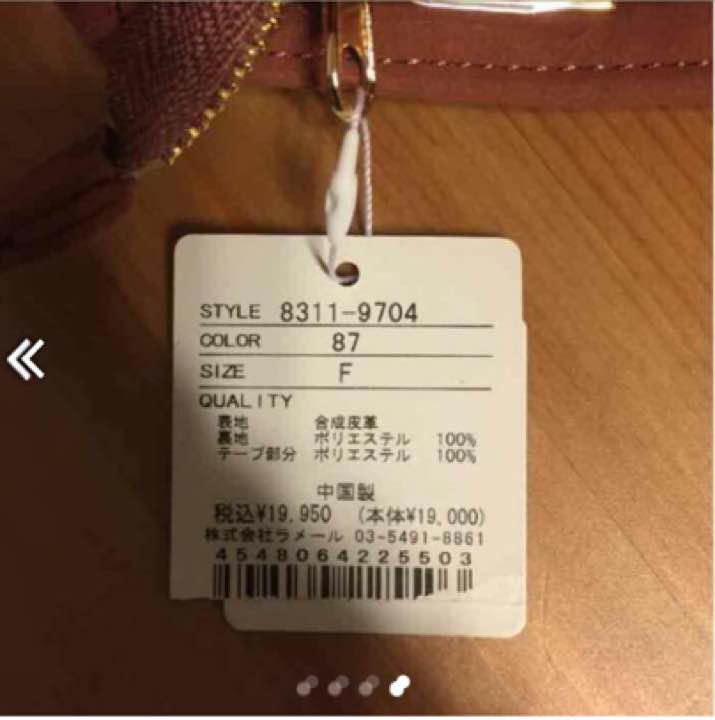 STYLE 8311-9704
COLOR 87
SIZE F
QUALITY
表地 合成皮革
裏地 ポリエステル 100%
テープ部分 ポリエステル 100%
中国製
税込¥19,950 (本体¥19,000)
株式会社ラメール 03-5491-8861
4548064225503